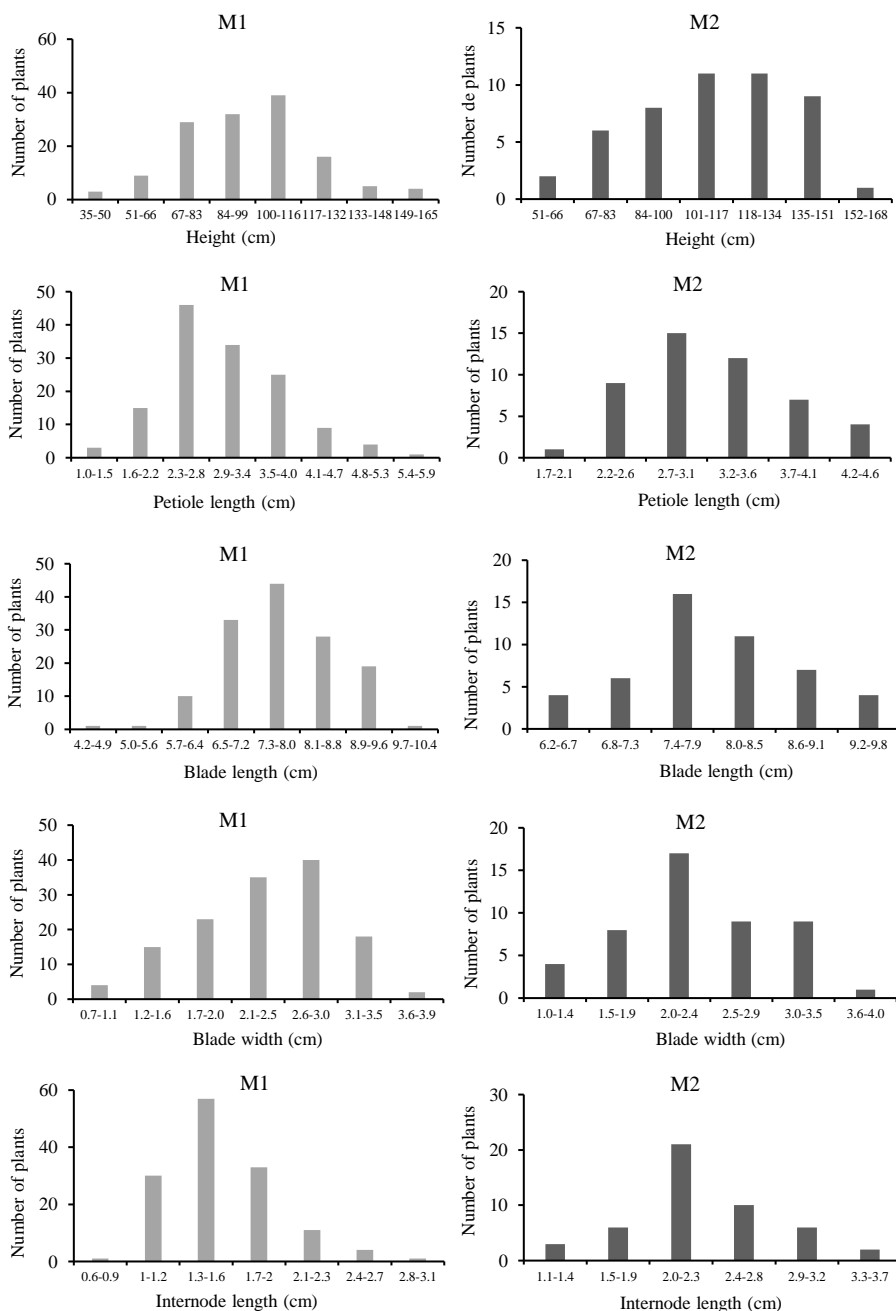 M1
Number of plants
60
40
20
0
35-50 51-66 67-83 84-99 100-116 117-132 133-148 149-165
Height (cm)
M2
Number de plants
15
10
5
0
51-66 67-83 84-100 101-117 118-134 135-151 152-168
Height (cm)
M1
Number of plants
50
40
30
20
10
0
1.0-1.5 1.6-2.2 2.3-2.8 2.9-3.4 3.5-4.0 4.1-4.7 4.8-5.3 5.4-5.9
Petiole length (cm)
M2
Number of plants
20
15
10
5
0
1.7-2.1 2.2-2.6 2.7-3.1 3.2-3.6 3.7-4.1 4.2-4.6
Petiole length (cm)
M1
Number of plants
50
40
30
20
10
0
4.2-4.9 5.0-5.6 5.7-6.4 6.5-7.2 7.3-8.0 8.1-8.8 8.9-9.6 9.7-10.4
Blade length (cm)
M2
Number of plants
20
15
10
5
0
6.2-6.7 6.8-7.3 7.4-7.9 8.0-8.5 8.6-9.1 9.2-9.8
Blade length (cm)
M1
Number of plants
50
40
30
20
10
0
0.7-1.1 1.2-1.6 1.7-2.0 2.1-2.5 2.6-3.0 3.1-3.5 3.6-3.9
Blade width (cm)
M2
Number of plants
20
15
10
5
0
1.0-1.4 1.5-1.9 2.0-2.4 2.5-2.9 3.0-3.5 3.6-4.0
Blade width (cm)
M1
Number of plants
60
40
20
0
0.6-0.9 1-1.2 1.3-1.6 1.7-2 2.1-2.3 2.4-2.7 2.8-3.1
Internode length (cm)
M2
Number of plants
30
20
10
0
1.1-1.4 1.5-1.9 2.0-2.3 2.4-2.8 2.9-3.2 3.3-3.7
Internode length (cm)